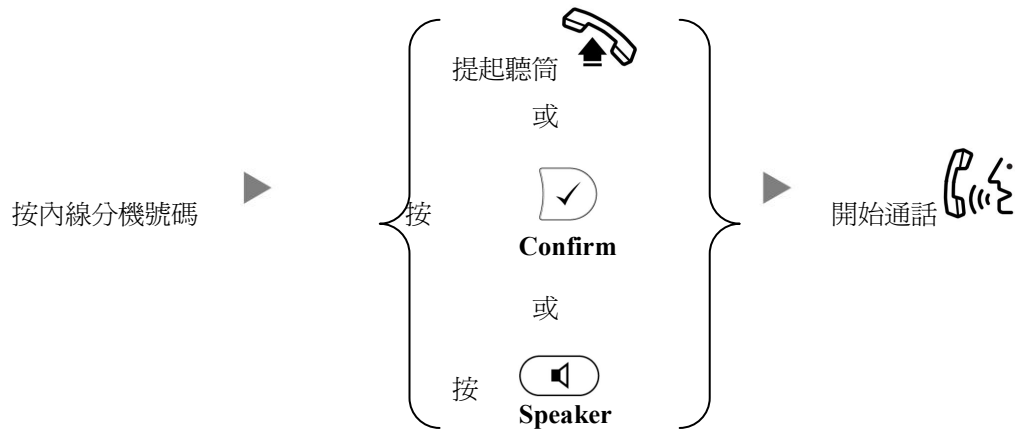 按內線分機號碼
提起聽筒
或
按
Confirm
或
按
Speaker
開始通話